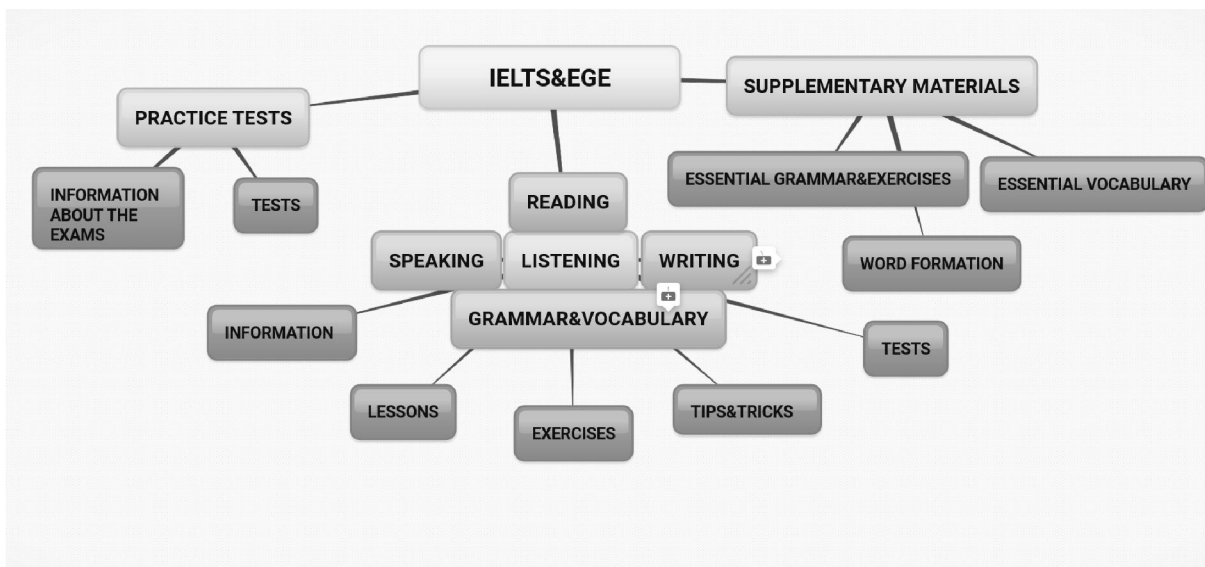 IELTS&EGE
SUPPLEMENTARY MATERIALS
PRACTICE TESTS
INFORMATION
ABOUT THE
EXAMS
TESTS
READING
ESSENTIAL GRAMMAR&EXERCISES
ESSENTIAL VOCABULARY
SPEAKING
LISTENING
WRITING
WORD FORMATION
GRAMMAR&VOCABULARY
INFORMATION
TESTS
LESSONS
EXERCISES
TIPS&TRICKS